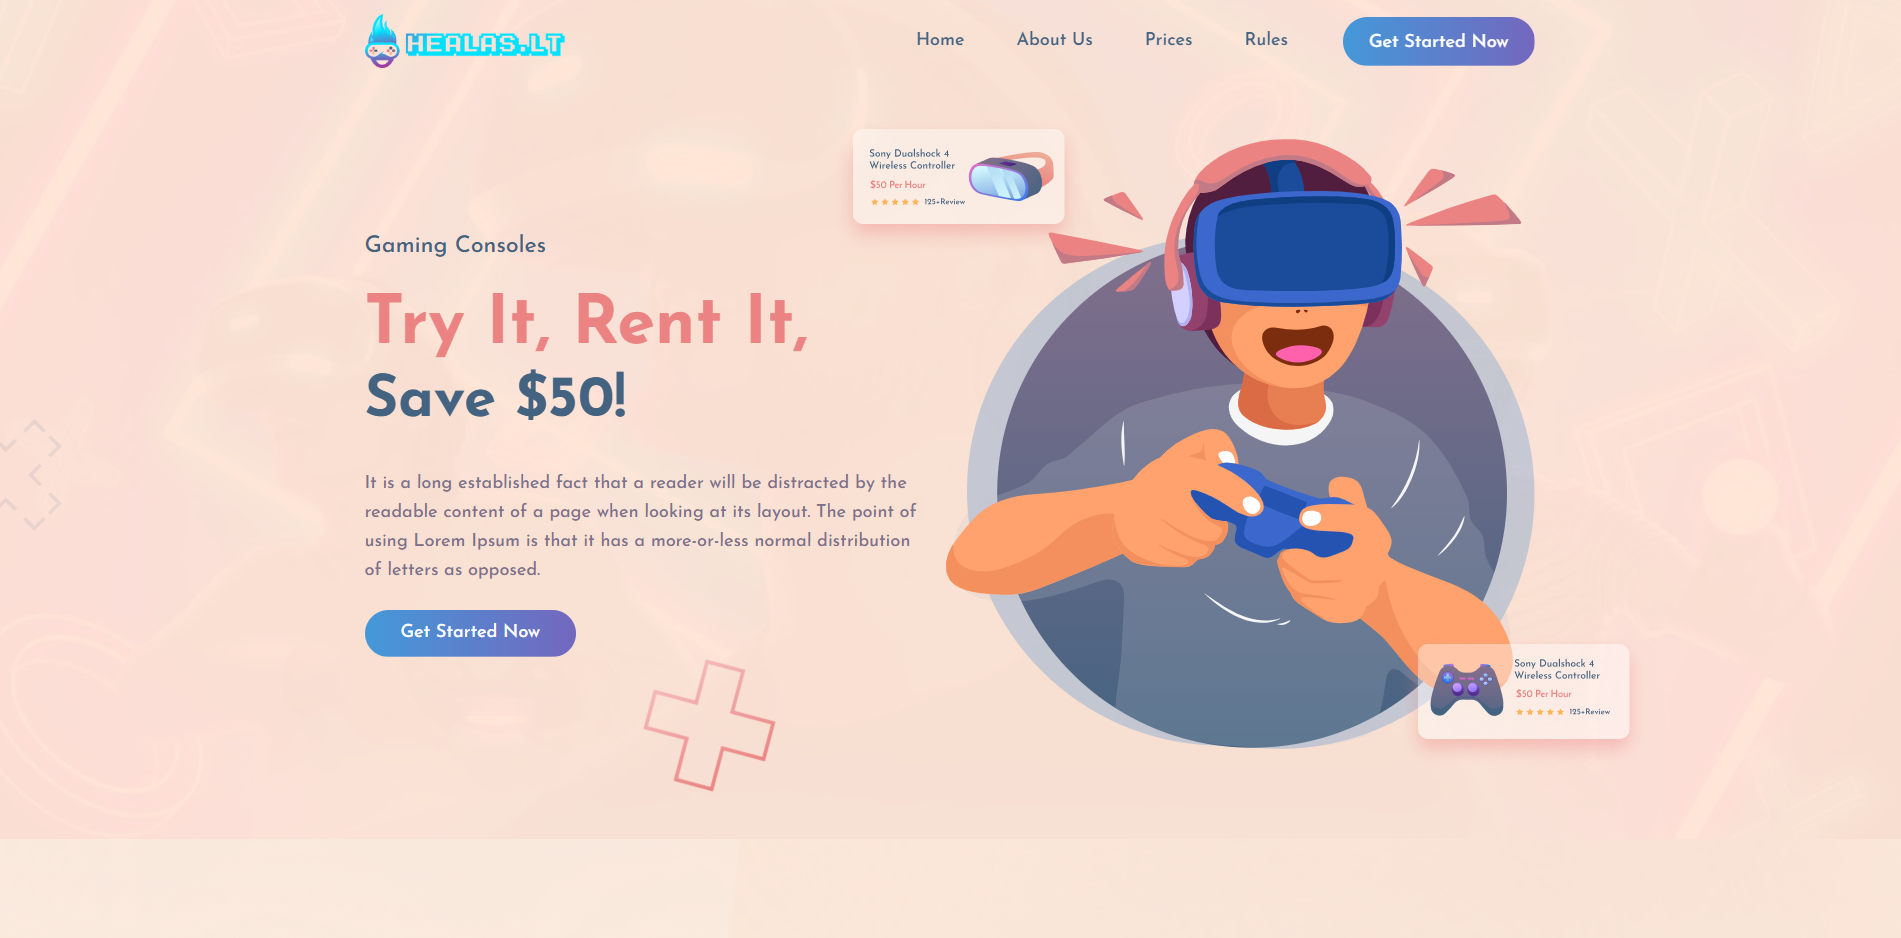 HEALAS.LT
Home
About Us
Prices
Rules
Get Started Now
Sony Dualshock 4
Wireless Controller
$50 Per Hour
125+Review
Gaming Consoles
Try It, Rent It,
Save $50!
It is a long established fact that a reader will be distracted by the
readable content of a page when looking at its layout. The point of
using Lorem Ipsum is that it has a more-or-less normal distribution
of letters as opposed.
Get Started Now
Sony Dualshock 4
Wireless Controller
$50 Per Hour
125+Review